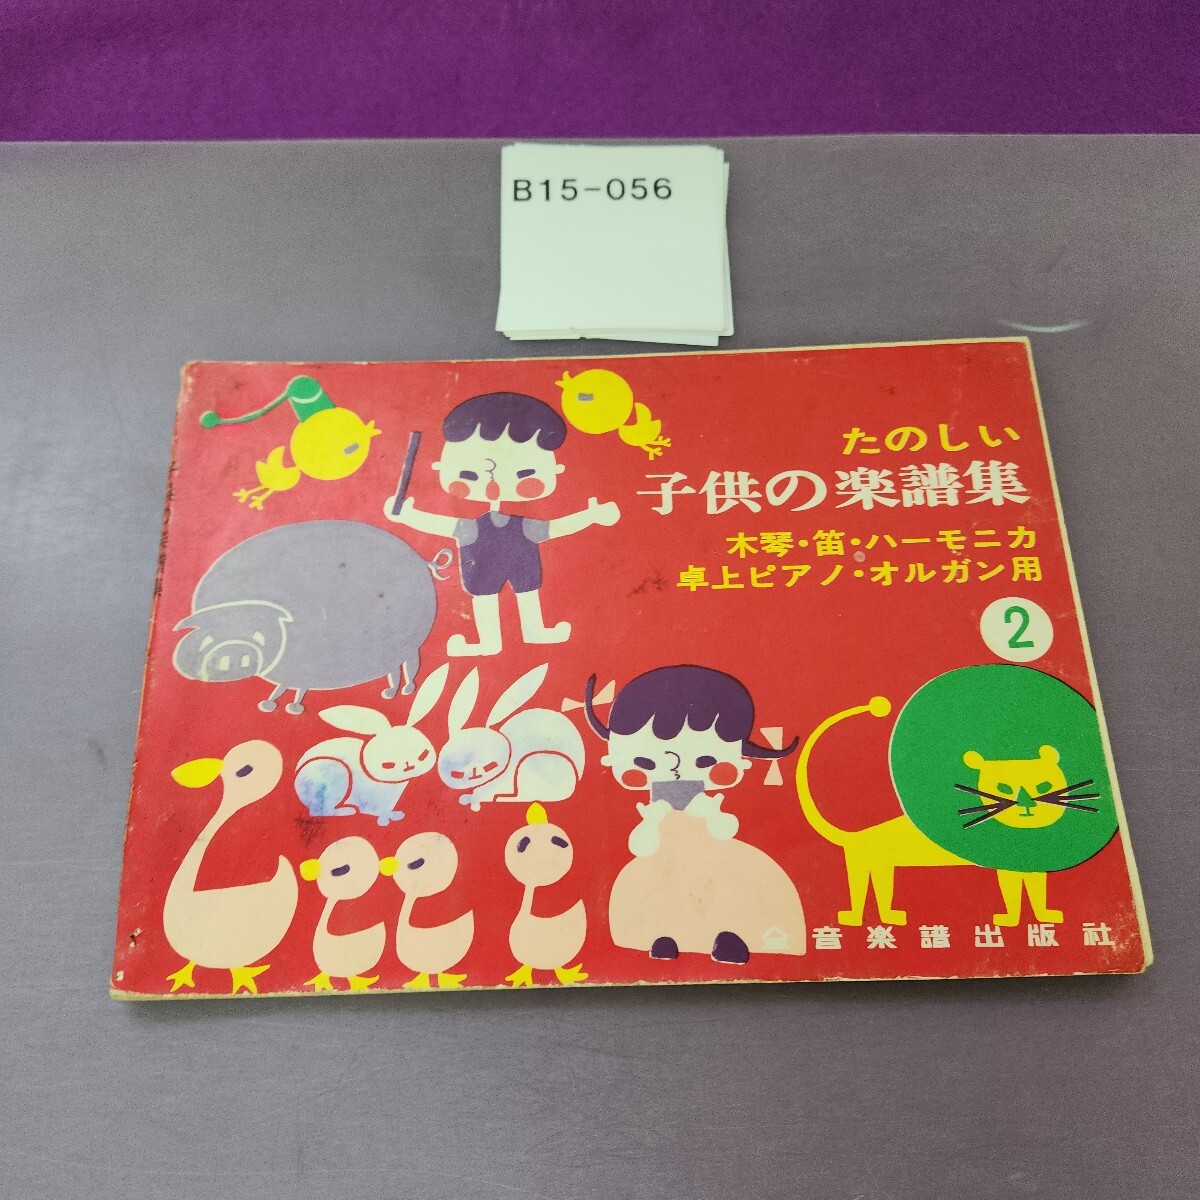 B15-056
たのしい
子供の楽譜集
木琴・笛・ハーモニカ
卓上ピアノ・オルガン用
2
音楽譜出版社